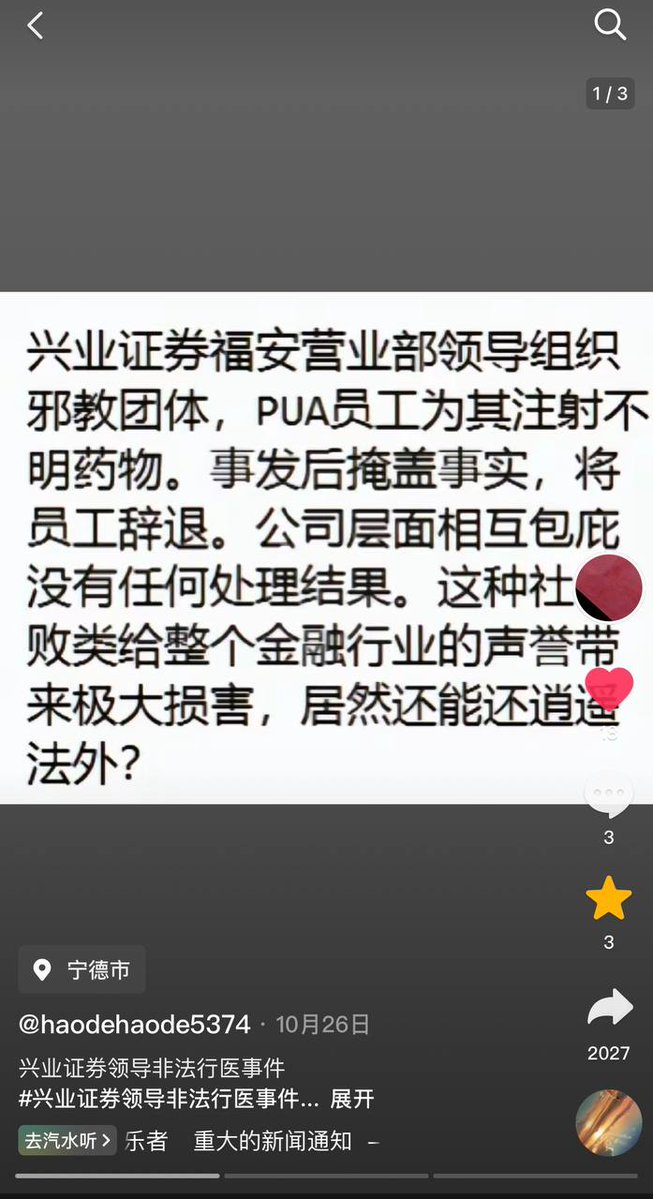 1 / 3
兴业证券福安营业部领导组织
邪教团体，PUA员工为其注射不
明药物。事发后掩盖事实，将
员工辞退。公司层面相互包庇
没有任何处理结果。这种社
败类给整个金融行业的声誉带
来极大损害，居然还能还逍遥
法外？
3
3
2027
宁德市
@haodehaode5374 · 10月26日
兴业证券领导非法行医事件
#兴业证券领导非法行医事件... 展开
去汽水听 乐者 重大的新闻通知